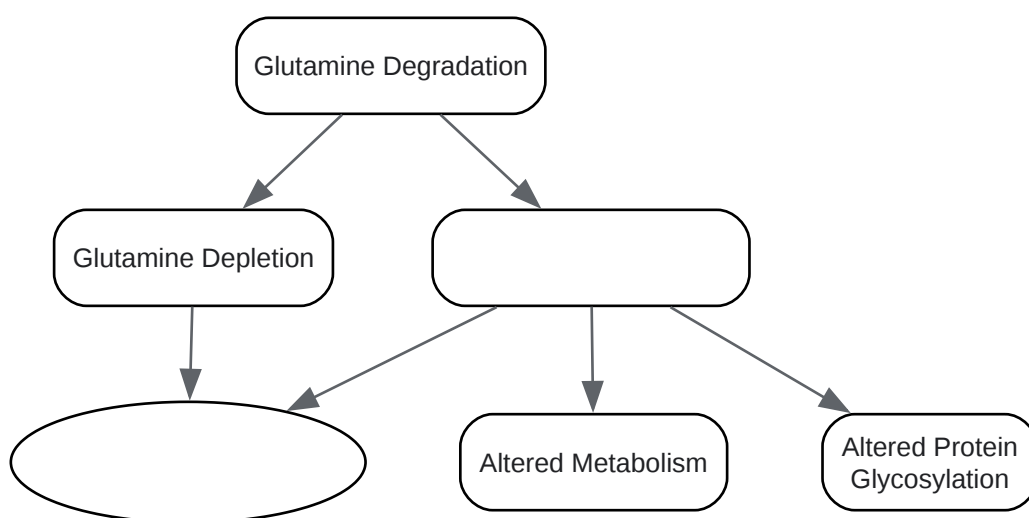 Glutamine Degradation
Glutamine Depletion
Altered Metabolism
Altered Protein
Glycosylation